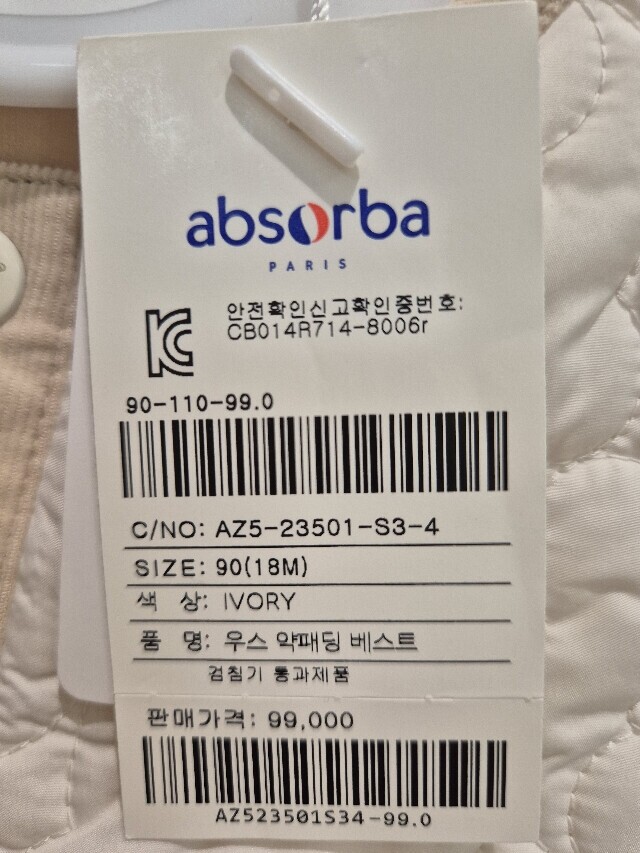 absorba
PARIS
안전확인신고확인증번호:
CB014R714-8006r
90-110-99.0
C/NO: AZ5-23501-S3-4
SIZE: 90(18M)
색 상: IVORY
품 명: 우스 약패딩 베스트
검침기 통과제품
판매가격: 99,000
AZ523501S34-99.0